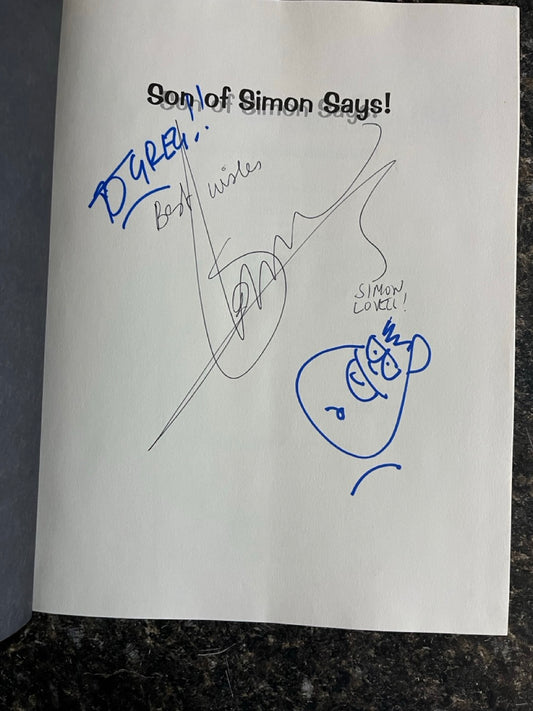 Son of Simon Says!
TO GREG!!
Best wishes
SIMON
LOVELL!